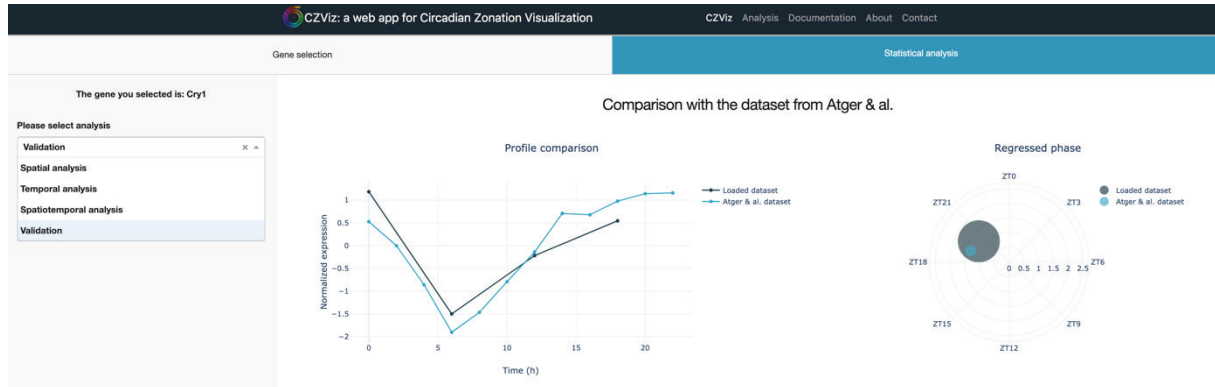 CZViz: a web app for Circadian Zonation Visualization
CZViz Analysis Documentation About Contact
Gene selection
Statistical analysis
The gene you selected is: Cry1
Please select analysis
Validation
Spatial analysis
Temporal analysis
Spatiotemporal analysis
Validation
Comparison with the dataset from Atger & al.
Profile comparison
Loaded dataset
Atger & al. dataset
Normalized expression
1
0.5
0
−0.5
−1
−1.5
−2
0 5 10 15 20
Time (h)
Regressed phase
Loaded dataset
Atger & al. dataset
ZT0
ZT21 ZT3
ZT18 0 0.5 1 1.5 2 2.5 ZT6
ZT15 ZT9
ZT12